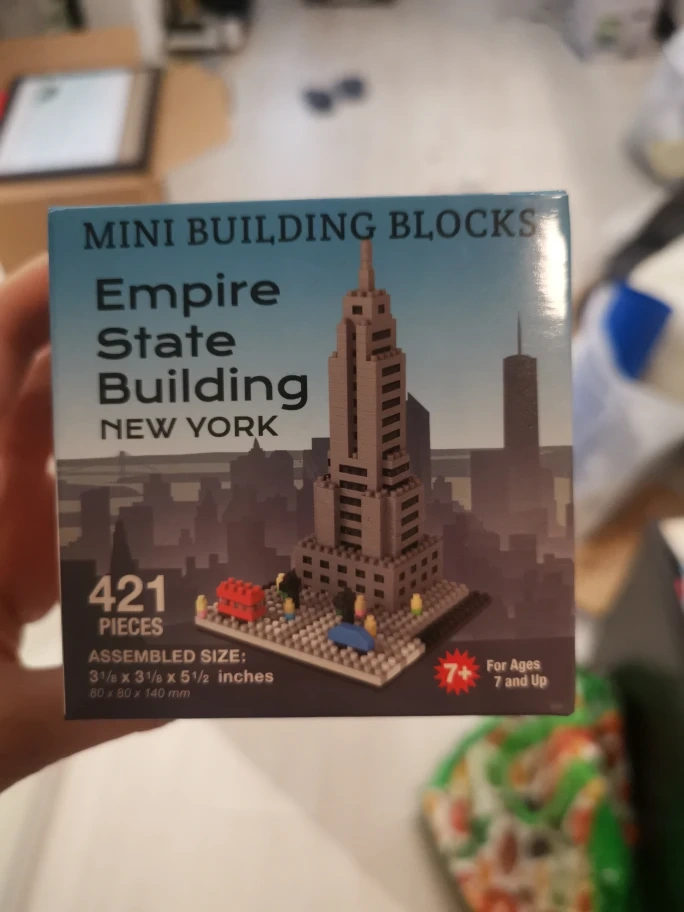 MINI BUILDING BLOCKS
Empire
State
Building
NEW YORK
421
PIECES
ASSEMBLED SIZE:
3 1/8 x 3 1/8 x 5 1/2 inches
80 x 80 x 140 mm
7+
For Ages
7 and Up